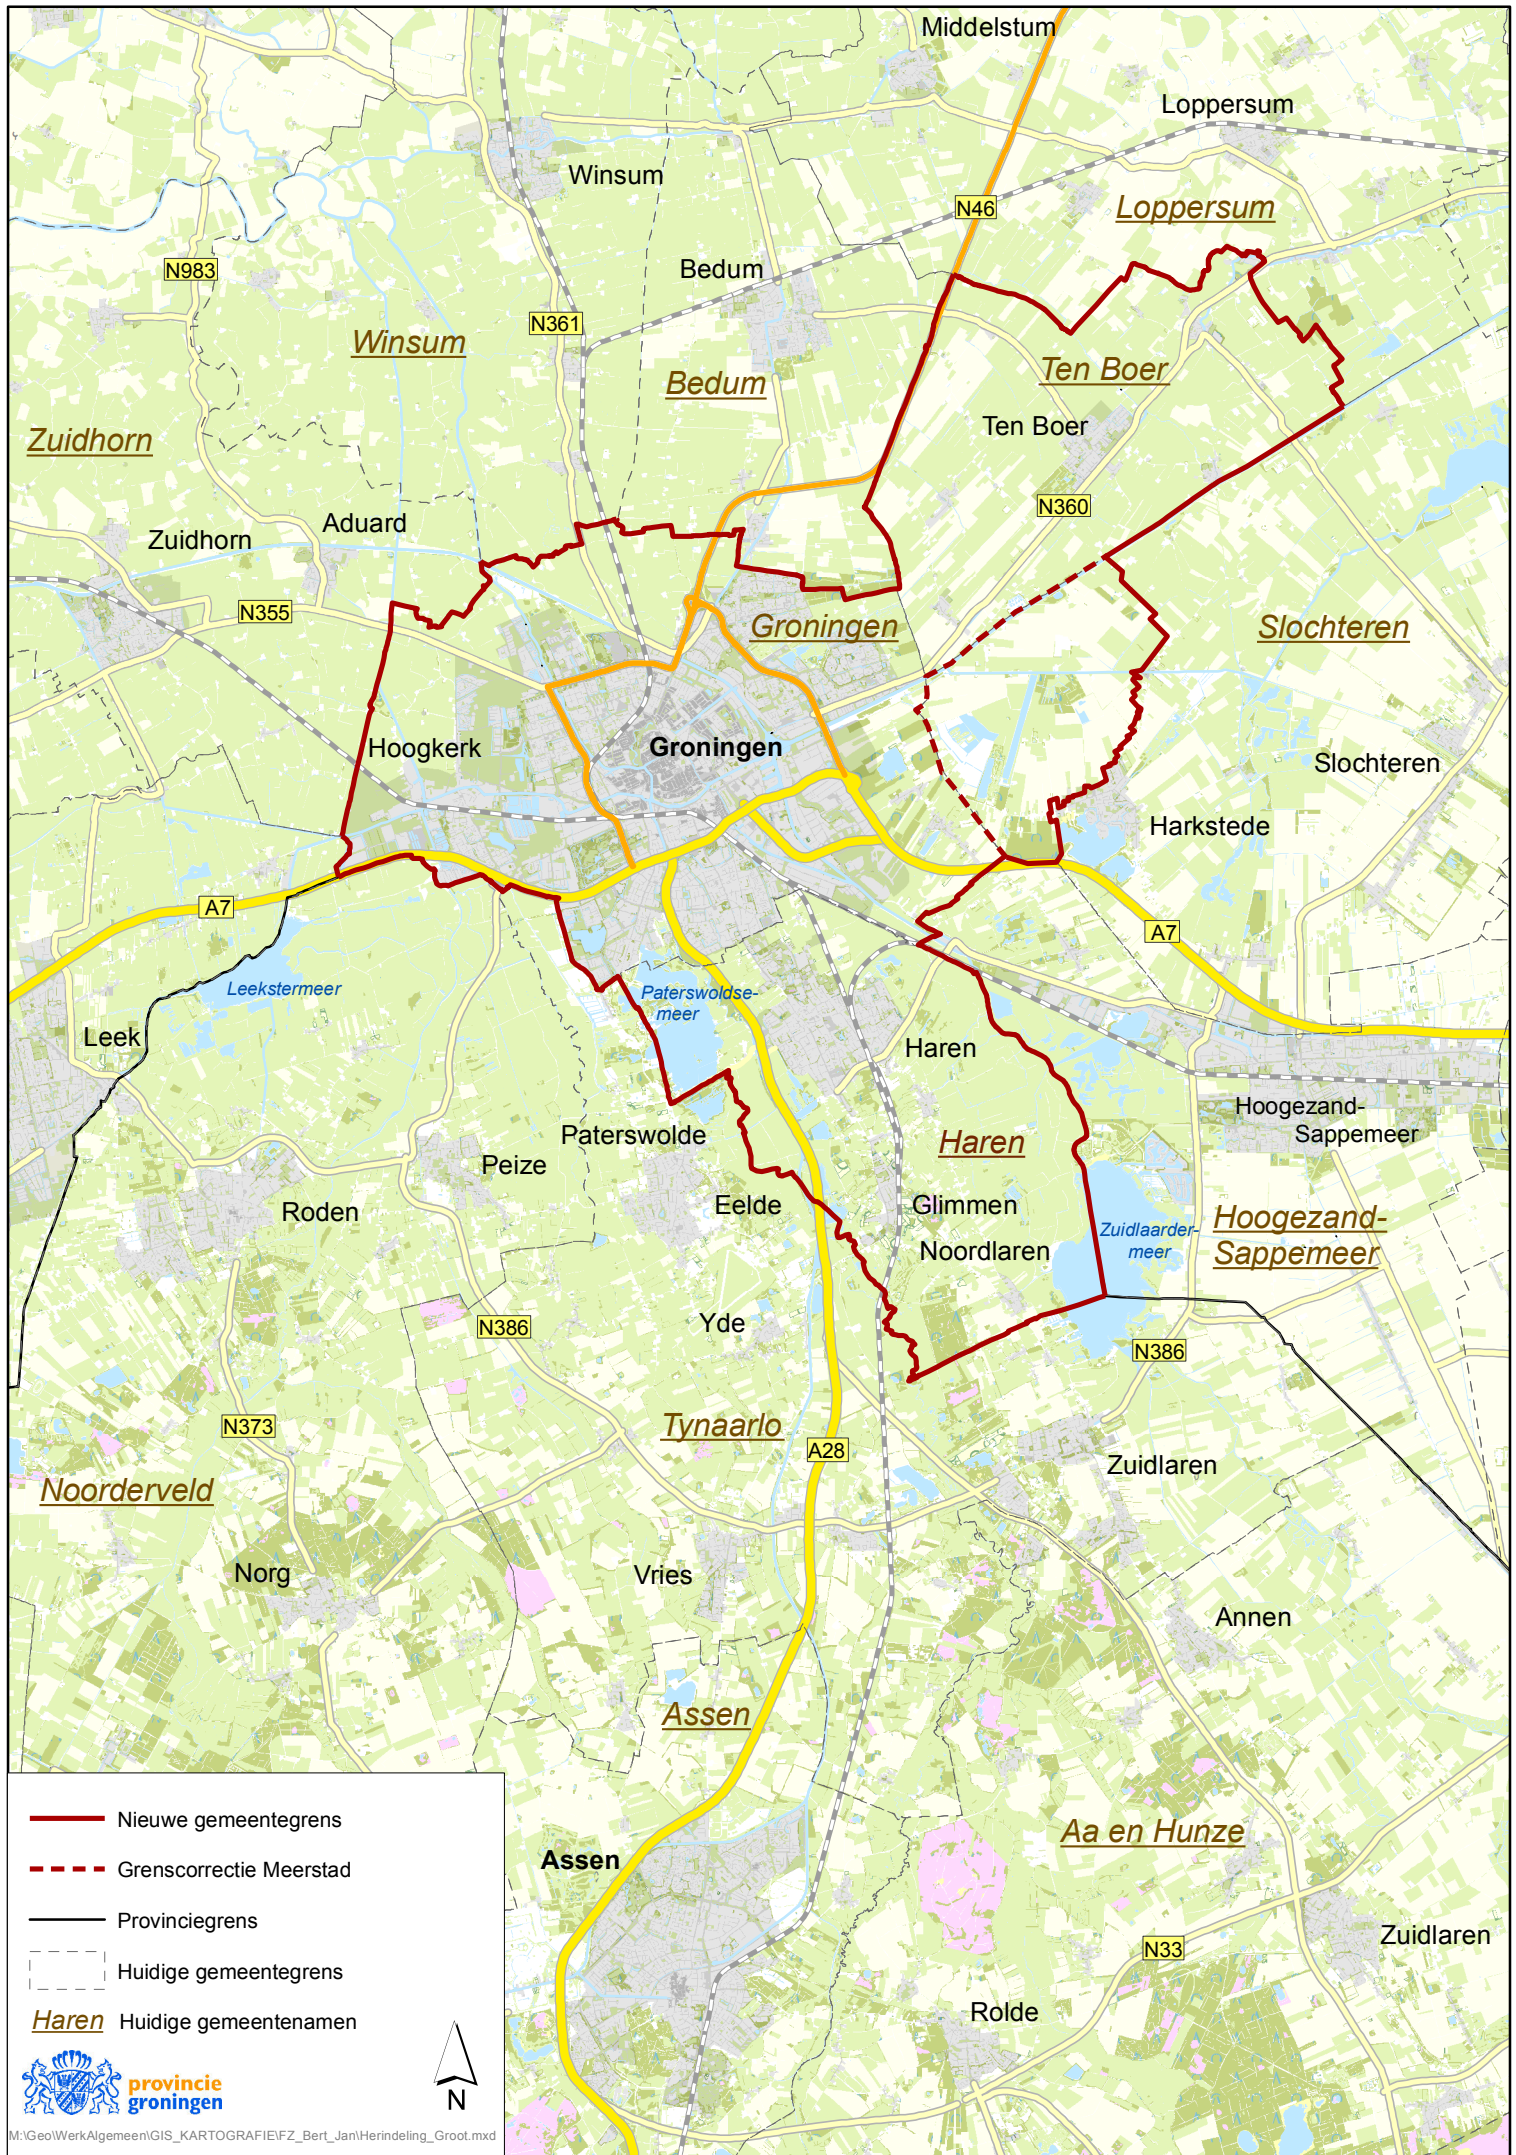 Middelstum
Loppersum
Winsum
N46
Loppersum
Bedum
N983
N361
Winsum
Ten Boer
Bedum
Zuidhorn
Ten Boer
N360
Aduard
Zuidhorn
N355
Groningen
Slochteren
Hoogkerk
Groningen
Slochteren
Harkstede
A7
A7
Leekstermeer
Paterswoldse-
meer
Leek
Haren
Hoogezand-
Sappemeer
Paterswolde
Haren
Peize
Roden
Eelde
Glimmen
Noordlaren
Zuidlaarder-
meer
Hoogezand-
Sappemeer
Yde
N386
N386
N373
Tynaarlo
A28
Zuidlaren
Noorderveld
Norg
Vries
Annen
Assen
Aa en Hunze
Assen
Zuidlaren
N33
Rolde
Nieuwe gemeentegrens
Grenscorrectie Meerstad
Provinciegrens
Huidige gemeentegrens
Haren Huidige gemeentenamen
provincie
groningen
N
M:\Geo\WerkAlgemeen\GIS_KARTOGRAFIE\FZ_Bert_Jan\Herindeling_Groot.mxd